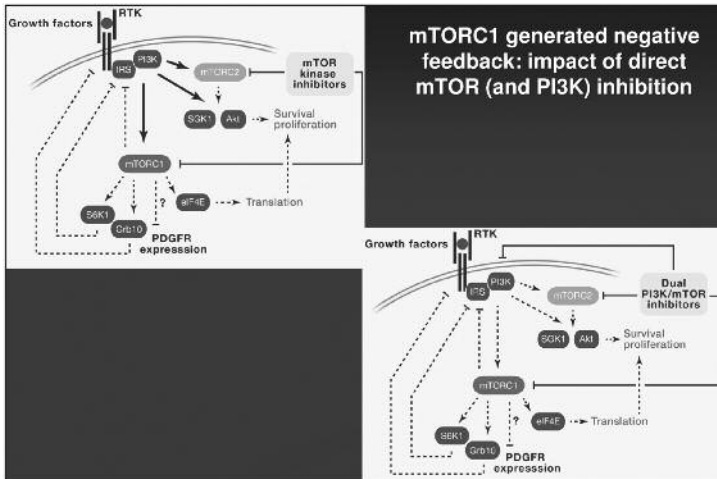 mTORC1 generated negative
feedback: impact of direct
mTOR (and PI3K) inhibition
RTK
Growth factors
PI3K
IRS
mTORC2
mTOR
kinase
inhibitors
SGK1
Akt
Survival
proliferation
mTORC1
?
eIF4E
Translation
S6K1
Grb10
PDGFR
expresssion
RTK
Growth factors
PI3K
IRS
mTORC2
Dual
PI3K/mTOR
inhibitors
SGK1
Akt
Survival
proliferation
mTORC1
?
eIF4E
Translation
S6K1
Grb10
PDGFR
expresssion